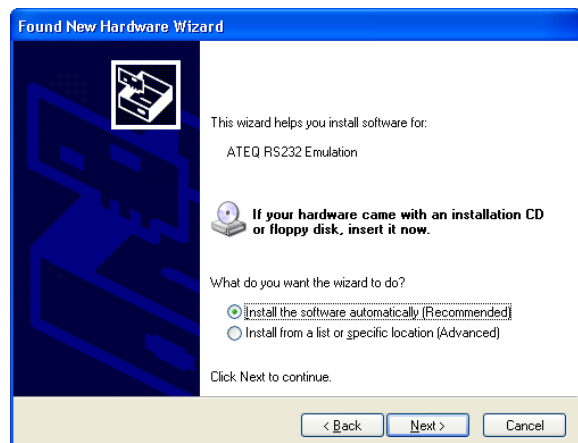 Found New Hardware Wizard
This wizard helps you install software for:
ATEQ RS232 Emulation
If your hardware came with an installation CD
or floppy disk, insert it now.
What do you want the wizard to do?
Install the software automatically (Recommended)
Install from a list or specific location (Advanced)
Click Next to continue.
< Back Next > Cancel